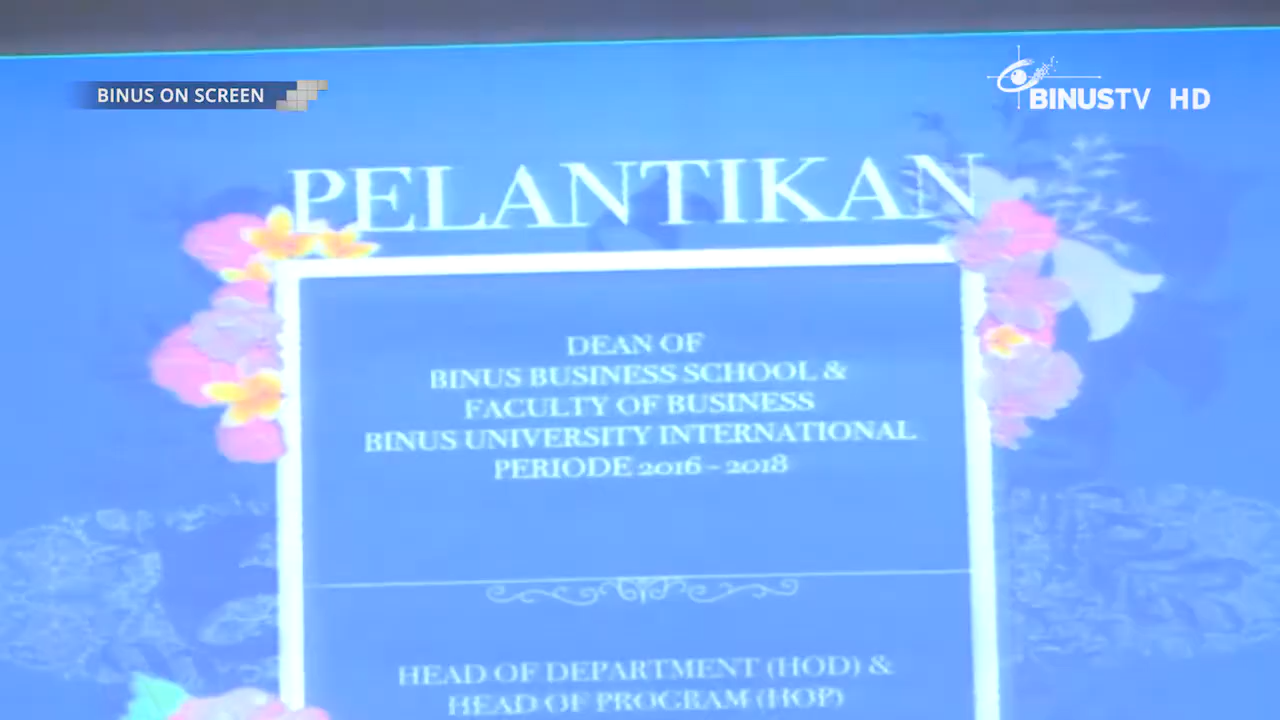 BINUS ON SCREEN
BINUSTV HD
PELANTIKAN
DEAN OF
BINUS BUSINESS SCHOOL &
FACULTY OF BUSINESS
BINUS UNIVERSITY INTERNATIONAL
PERIODE 2016 - 2018
HEAD OF DEPARTMENT (HOD) &
HEAD OF PROGRAM (HOP)